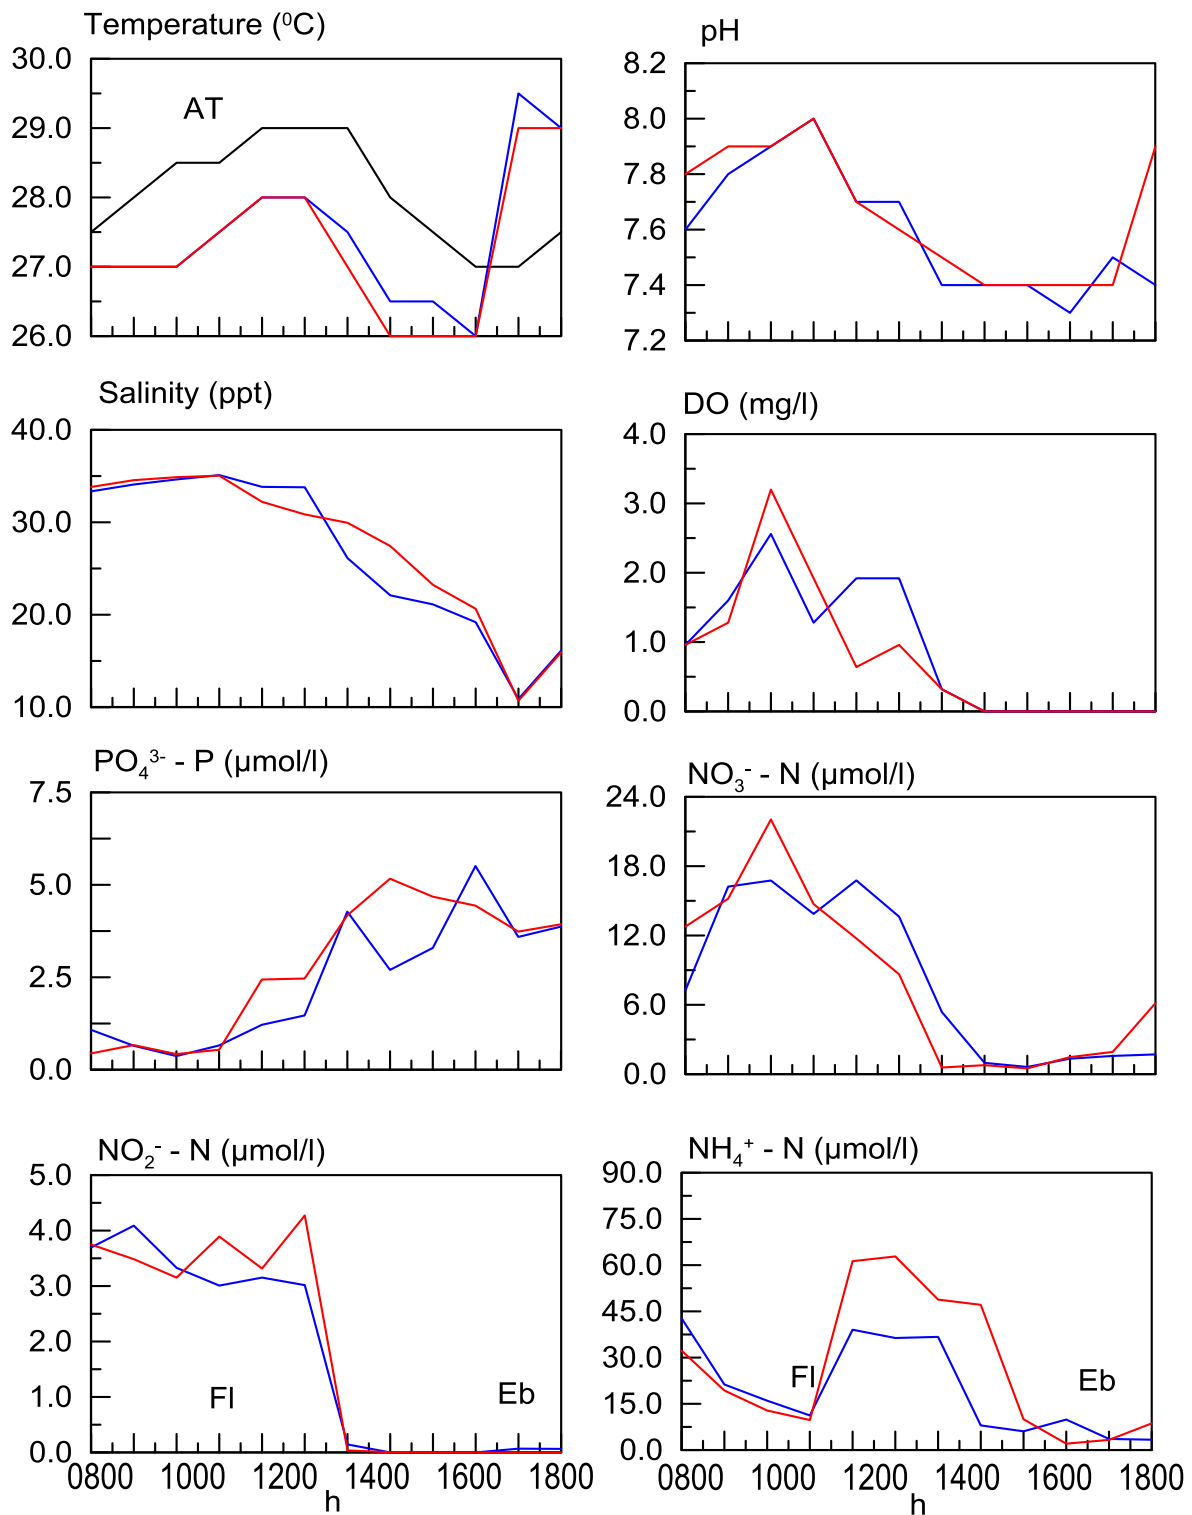 Temperature (⁰C)
30.0
29.0
28.0
27.0
26.0
AT
pH
8.2
8.0
7.8
7.6
7.4
7.2
Salinity (ppt)
40.0
30.0
20.0
10.0
DO (mg/l)
4.0
3.0
2.0
1.0
0.0
PO₄³⁻ - P (μmol/l)
7.5
5.0
2.5
0.0
NO₃⁻ - N (μmol/l)
24.0
18.0
12.0
6.0
0.0
NO₂⁻ - N (μmol/l)
5.0
4.0
3.0
2.0
1.0
0.0
Fl
Eb
0800 1000 1200 1400 1600 1800
h
NH₄⁺ - N (μmol/l)
90.0
75.0
60.0
45.0
30.0
15.0
0.0
Fl
Eb
0800 1000 1200 1400 1600 1800
h